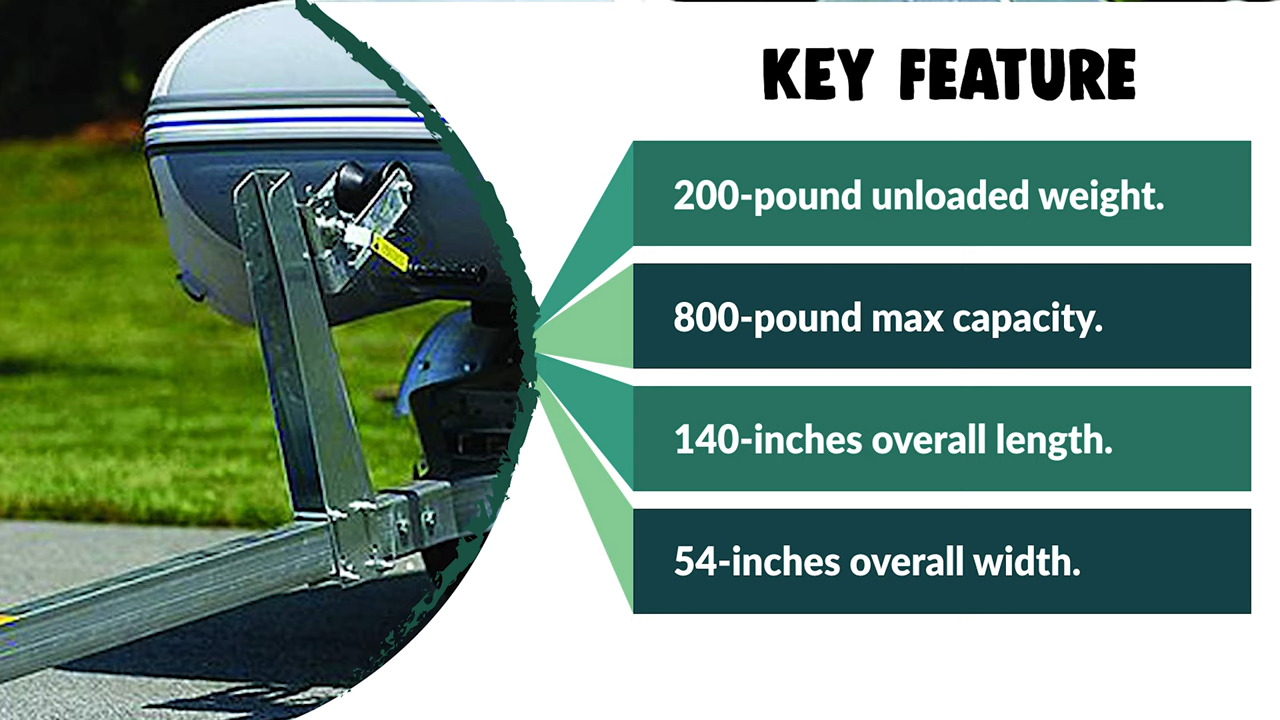 KEY FEATURE
200-pound unloaded weight.
800-pound max capacity.
140-inches overall length.
54-inches overall width.